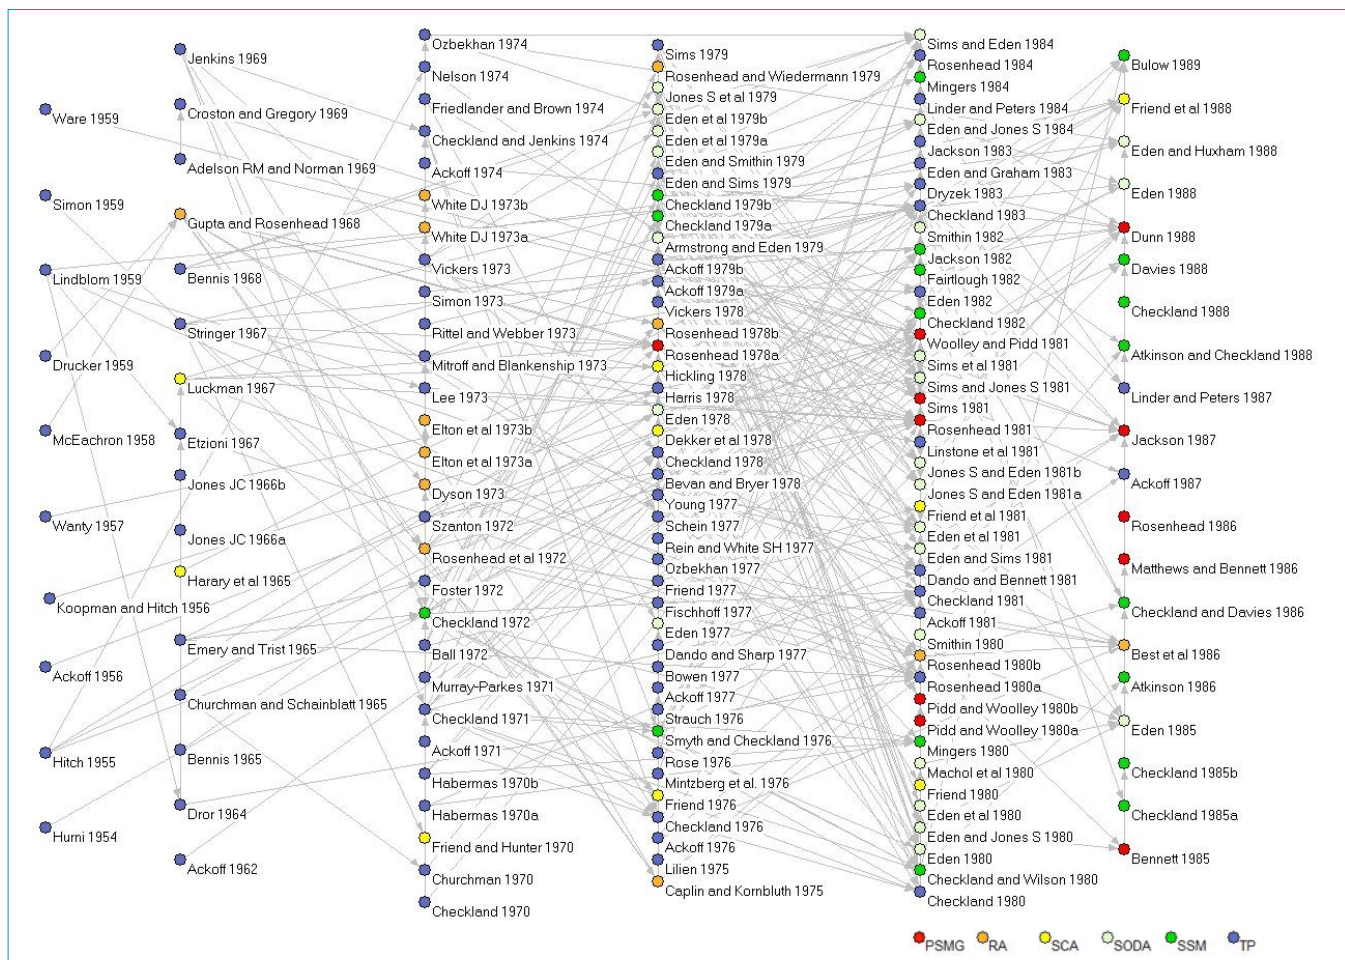 Jenkins 1969
Ware 1959
Croston and Gregory 1969
Adelson RM and Norman 1969
Simon 1959
Gupta and Rosenhead 1968
Lindblom 1959
Bennis 1968
Stringer 1967
Drucker 1959
Luckman 1967
McEachron 1958
Etzioni 1967
Jones JC 1966b
Wanty 1957
Jones JC 1966a
Harary et al 1965
Koopman and Hitch 1956
Emery and Trist 1965
Ackoff 1956
Churchman and Schainblatt 1965
Hitch 1955
Bennis 1965
Dror 1964
Hurni 1954
Ackoff 1962
Ozbekhan 1974
Nelson 1974
Friedlander and Brown 1974
Checkland and Jenkins 1974
Ackoff 1974
White DJ 1973b
White DJ 1973a
Vickers 1973
Simon 1973
Rittel and Webber 1973
Mitroff and Blankenship 1973
Lee 1973
Elton et al 1973b
Elton et al 1973a
Dyson 1973
Szanton 1972
Rosenhead et al 1972
Foster 1972
Checkland 1972
Ball 1972
Murray-Parkes 1971
Checkland 1971
Ackoff 1971
Habermas 1970b
Habermas 1970a
Friend and Hunter 1970
Churchman 1970
Checkland 1970
Sims 1979
Rosenhead and Wiedermann 1979
Jones S et al 1979
Eden et al 1979b
Eden et al 1979a
Eden and Smithin 1979
Eden and Sims 1979
Checkland 1979b
Checkland 1979a
Armstrong and Eden 1979
Ackoff 1979b
Ackoff 1979a
Vickers 1978
Rosenhead 1978b
Rosenhead 1978a
Hickling 1978
Harris 1978
Eden 1978
Dekker et al 1978
Checkland 1978
Bevan and Bryer 1978
Young 1977
Schein 1977
Rein and White SH 1977
Ozbekhan 1977
Friend 1977
Fischhoff 1977
Eden 1977
Dando and Sharp 1977
Bowen 1977
Ackoff 1977
Strauch 1976
Smyth and Checkland 1976
Rose 1976
Mintzberg et al. 1976
Friend 1976
Checkland 1976
Ackoff 1976
Lilien 1975
Caplin and Kornbluth 1975
Sims and Eden 1984
Rosenhead 1984
Mingers 1984
Linder and Peters 1984
Eden and Jones S 1984
Jackson 1983
Eden and Graham 1983
Dryzek 1983
Checkland 1983
Smithin 1982
Jackson 1982
Fairtlough 1982
Eden 1982
Checkland 1982
Woolley and Pidd 1981
Sims et al 1981
Sims and Jones S 1981
Sims 1981
Rosenhead 1981
Linstone et al 1981
Jones S and Eden 1981b
Jones S and Eden 1981a
Friend et al 1981
Eden et al 1981
Eden and Sims 1981
Dando and Bennett 1981
Checkland 1981
Ackoff 1981
Smithin 1980
Rosenhead 1980b
Rosenhead 1980a
Pidd and Woolley 1980b
Pidd and Woolley 1980a
Mingers 1980
Machol et al 1980
Friend 1980
Eden et al 1980
Eden and Jones S 1980
Eden 1980
Checkland and Wilson 1980
Checkland 1980
Bulow 1989
Friend et al 1988
Eden and Huxham 1988
Eden 1988
Dunn 1988
Davies 1988
Checkland 1988
Atkinson and Checkland 1988
Linder and Peters 1987
Jackson 1987
Ackoff 1987
Rosenhead 1986
Matthews and Bennett 1986
Checkland and Davies 1986
Best et al 1986
Atkinson 1986
Eden 1985
Checkland 1985b
Checkland 1985a
Bennett 1985
PSMG RA SCA SODA SSM TP